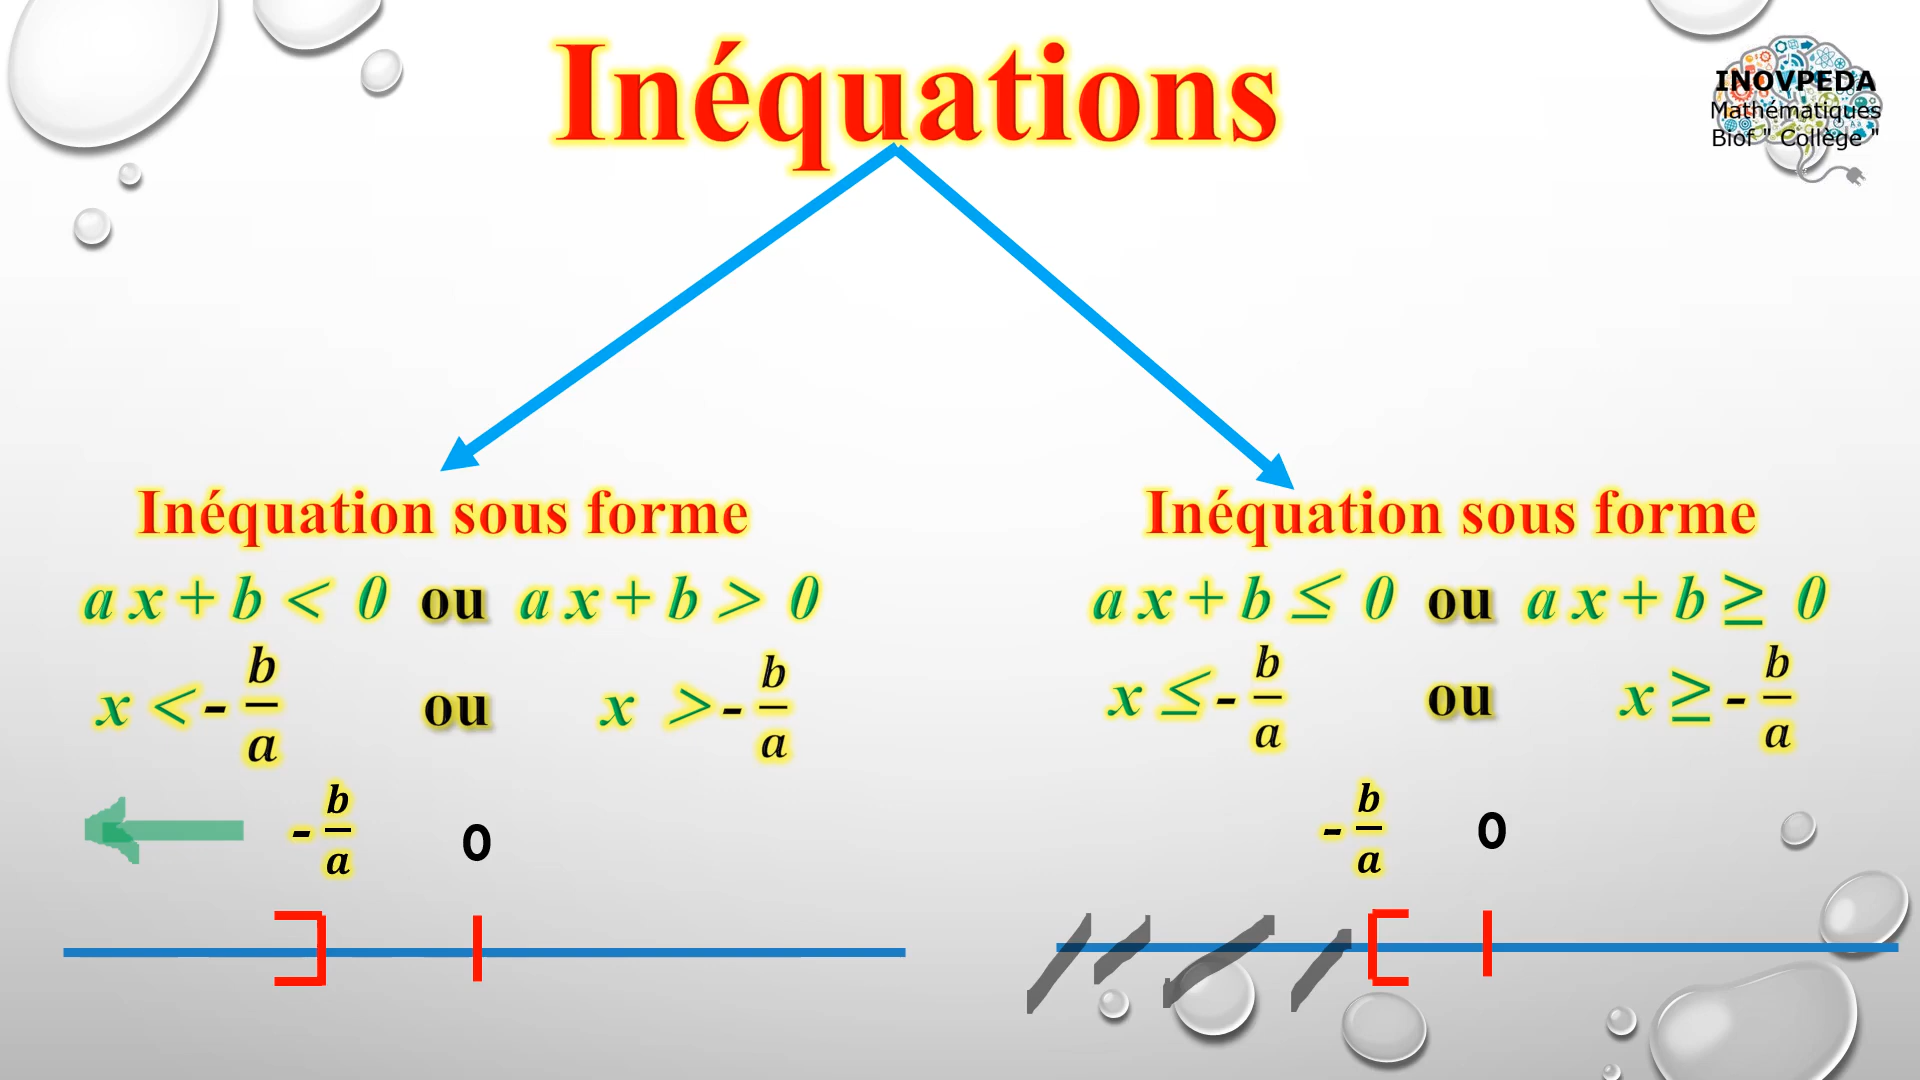 Inéquations
INOVPEDA
Mathématiques
Biof " Collège "
Inéquation sous forme
a x + b < 0 ou a x + b > 0
x < - b/a ou x > - b/a
- b/a 0
Inéquation sous forme
a x + b ≤ 0 ou a x + b ≥ 0
x ≤ - b/a ou x ≥ - b/a
- b/a 0